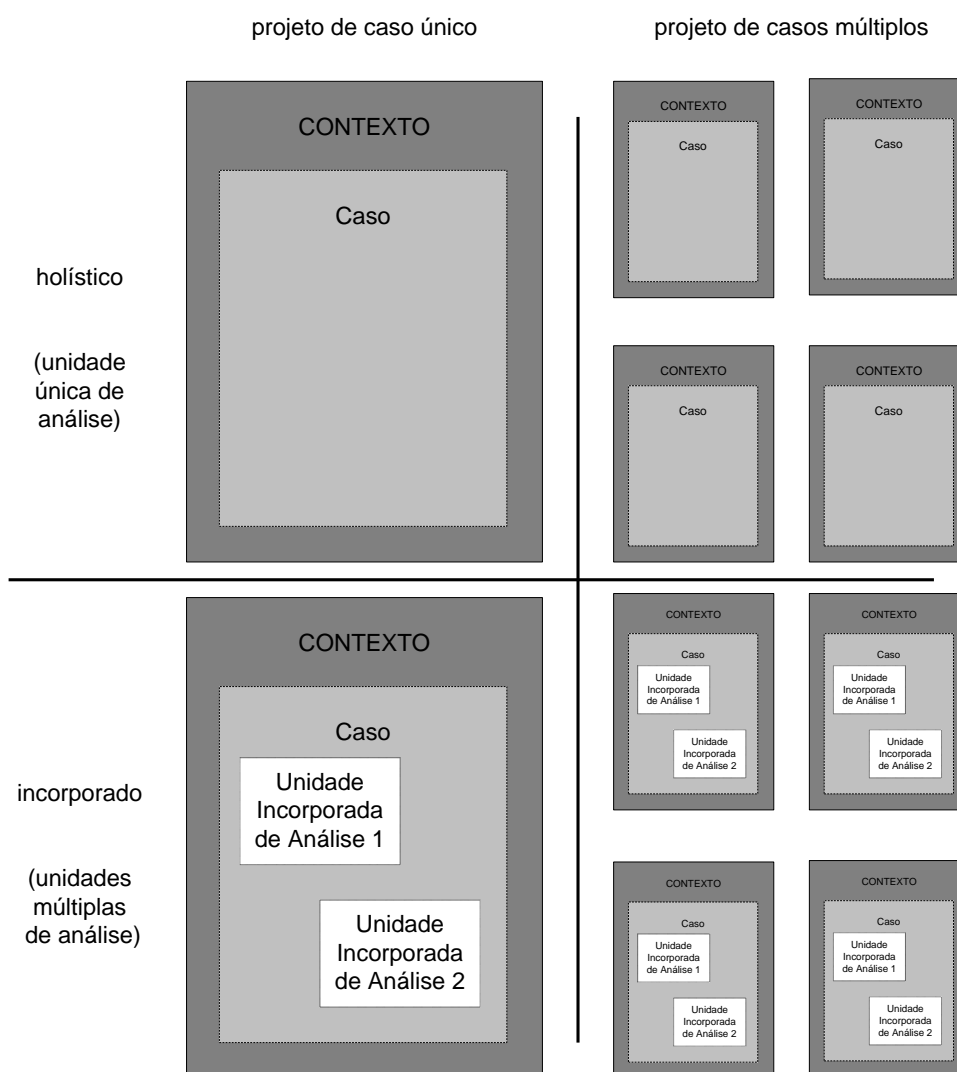 projeto de caso único
projeto de casos múltiplos
holístico
(unidade
única de
análise)
CONTEXTO
Caso
CONTEXTO
Caso
CONTEXTO
Caso
CONTEXTO
Caso
CONTEXTO
Caso
incorporado
(unidades
múltiplas
de análise)
CONTEXTO
Caso
Unidade
Incorporada
de Análise 1
Unidade
Incorporada
de Análise 2
CONTEXTO
Caso
Unidade
Incorporada
de Análise 1
Unidade
Incorporada
de Análise 2
CONTEXTO
Caso
Unidade
Incorporada
de Análise 1
Unidade
Incorporada
de Análise 2
CONTEXTO
Caso
Unidade
Incorporada
de Análise 1
Unidade
Incorporada
de Análise 2
CONTEXTO
Caso
Unidade
Incorporada
de Análise 1
Unidade
Incorporada
de Análise 2